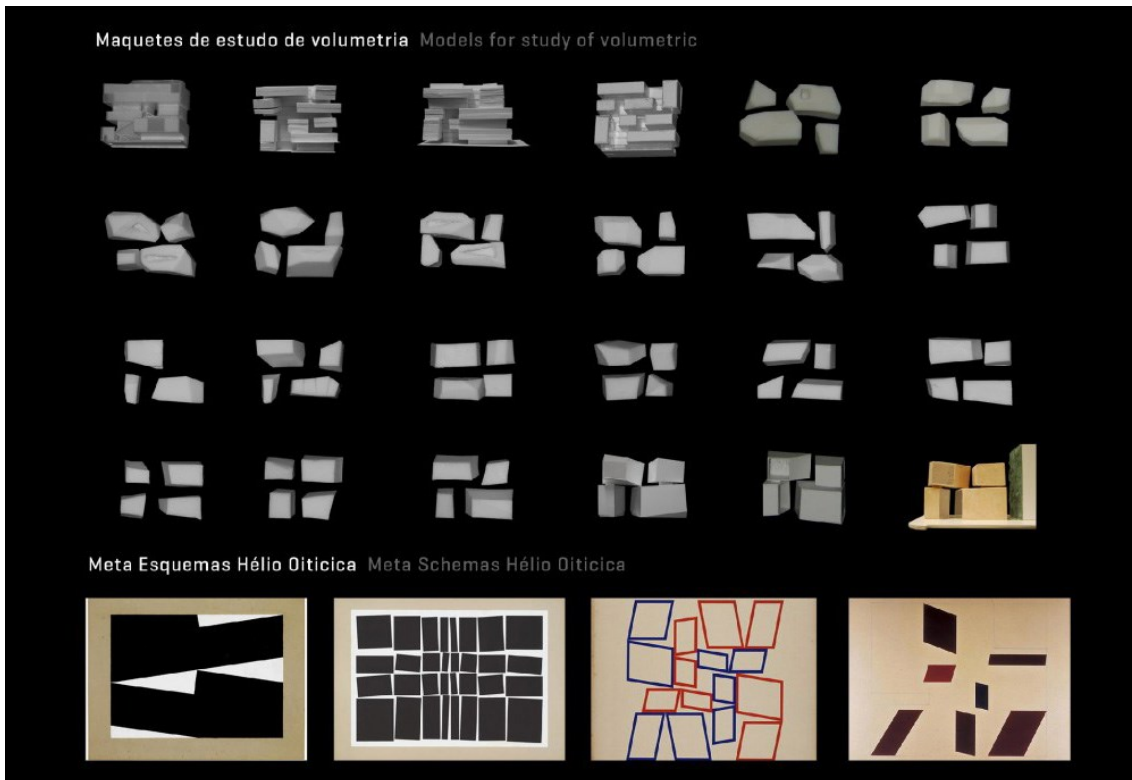 Maquetes de estudo de volumetria Models for study of volumetric
Meta Esquemas Hélio Oiticica Meta Schemas Hélio Oiticica